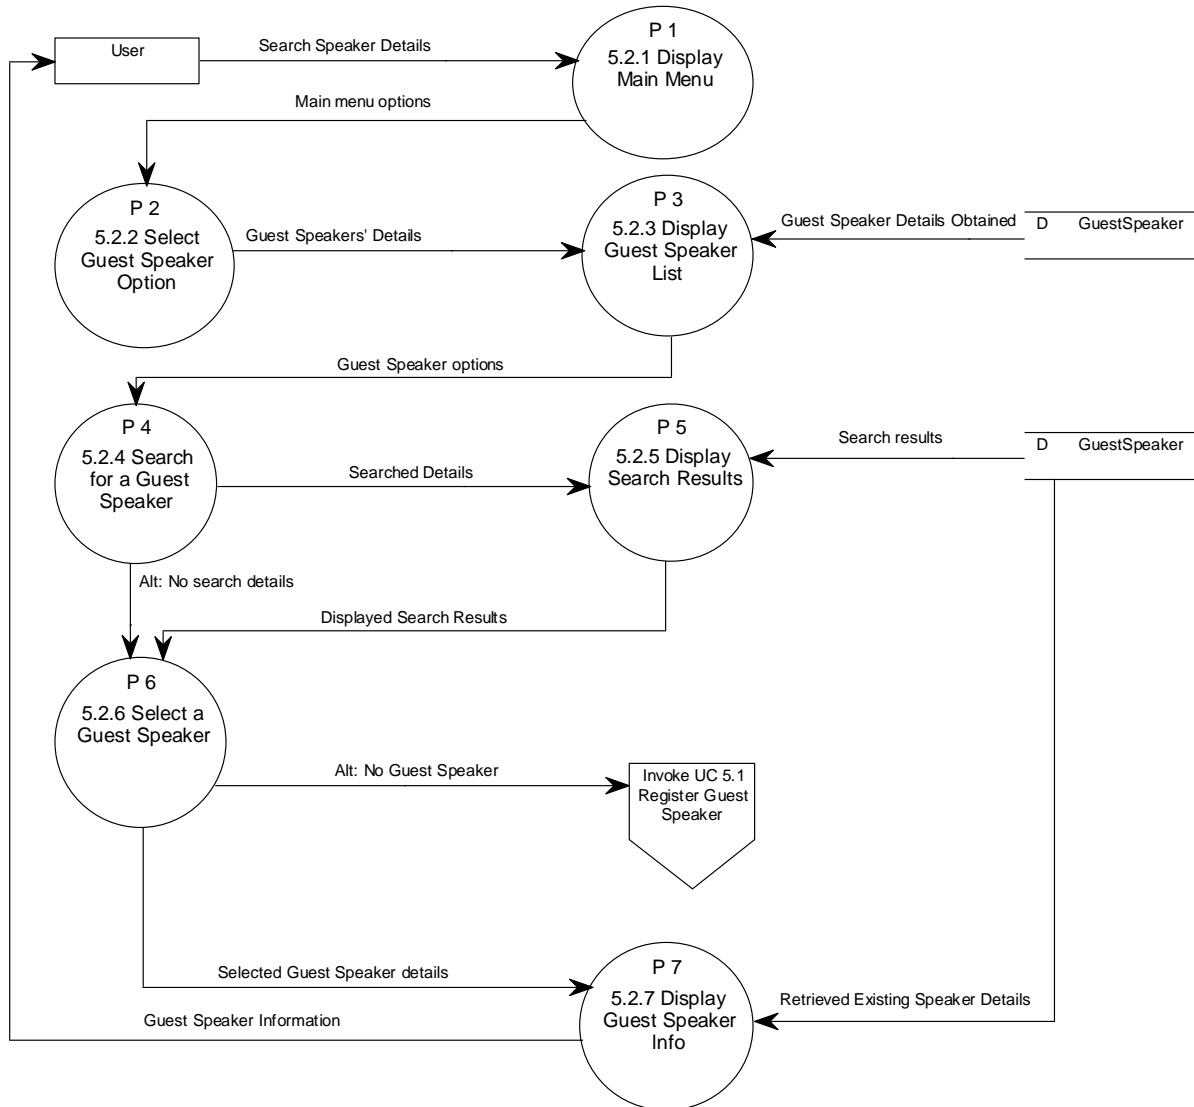 User
Search Speaker Details
P 1
5.2.1 Display
Main Menu
Main menu options
P 2
5.2.2 Select
Guest Speaker
Option
Guest Speakers' Details
P 3
5.2.3 Display
Guest Speaker
List
Guest Speaker Details Obtained
D GuestSpeaker
Guest Speaker options
P 4
5.2.4 Search
for a Guest
Speaker
Searched Details
P 5
5.2.5 Display
Search Results
Search results
D GuestSpeaker
Alt: No search details
Displayed Search Results
P 6
5.2.6 Select a
Guest Speaker
Alt: No Guest Speaker
Invoke UC 5.1
Register Guest
Speaker
Selected Guest Speaker details
P 7
5.2.7 Display
Guest Speaker
Info
Retrieved Existing Speaker Details
Guest Speaker Information